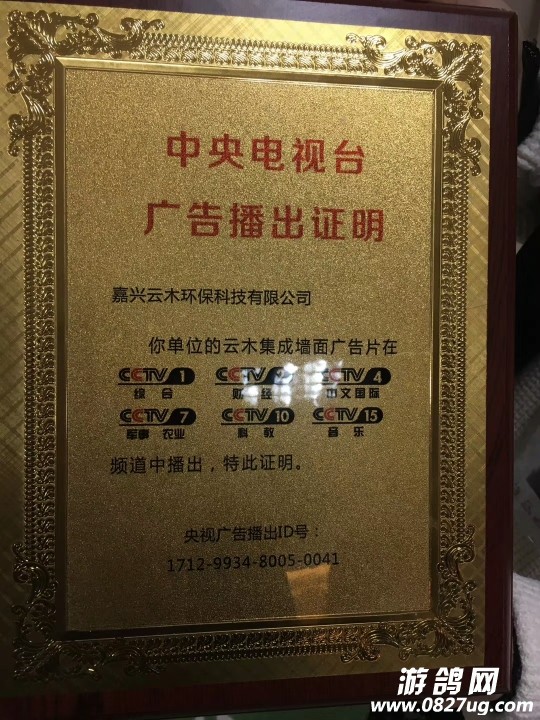 中央电视台
广告播出证明
嘉兴云木环保科技有限公司
你单位的云木集成墙面广告片在
CCTV 1 CCTV 2 CCTV 4
综合 财经 中文国际
CCTV 7 CCTV 10 CCTV 15
军事 农业 科教 音乐
频道中播出，特此证明。
央视广告播出ID号：
1712-9934-8005-0041
游鸽网
www.0827ug.com